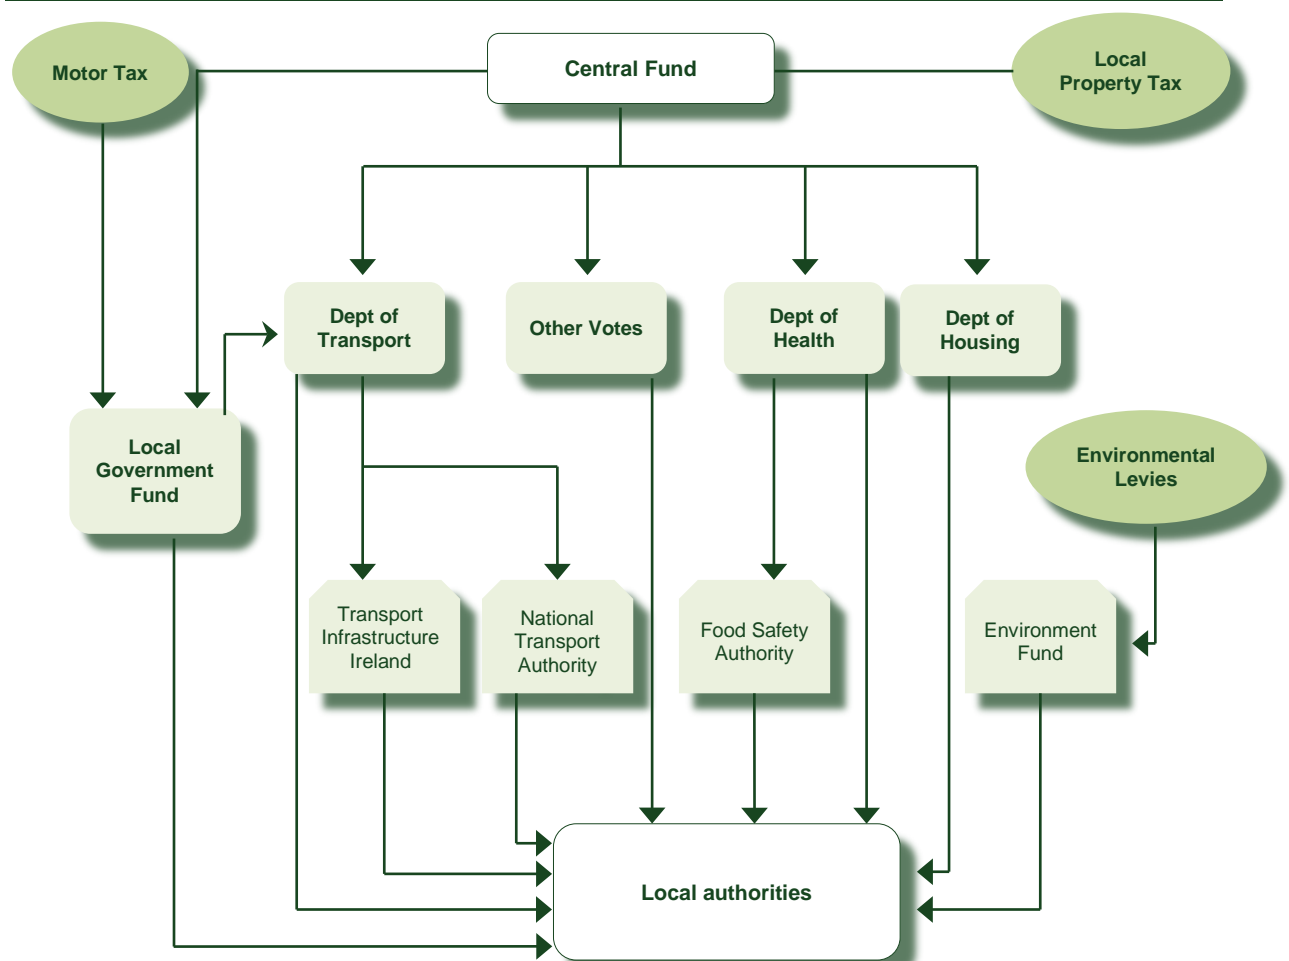 Motor Tax
Central Fund
Local
Property Tax
Dept of
Transport
Other Votes
Dept of
Health
Dept of
Housing
Local
Government
Fund
Environmental
Levies
Transport
Infrastructure
Ireland
National
Transport
Authority
Food Safety
Authority
Environment
Fund
Local authorities